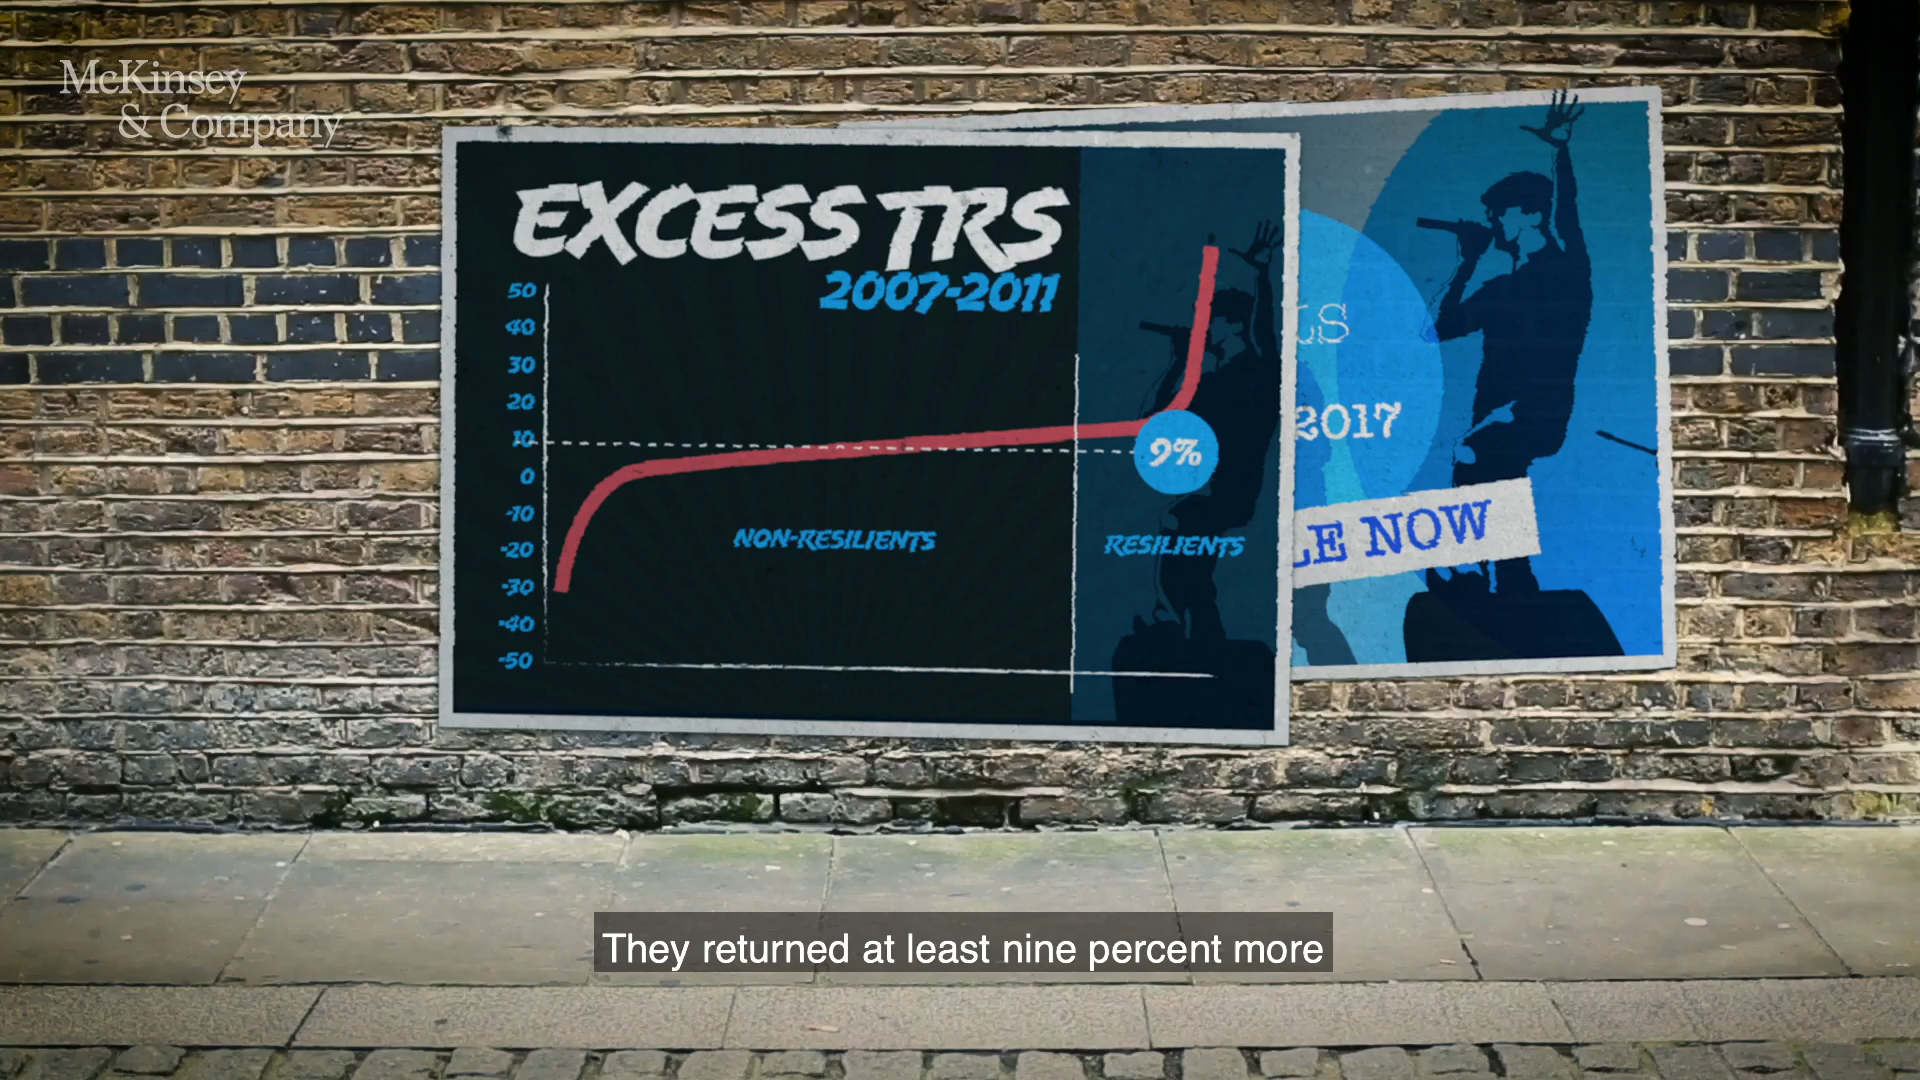 McKinsey
& Company
EXCESS TRS
2007-2011
50
40
30
20
10
0
-10
-20
-30
-40
-50
9%
NON-RESILIENTS
RESILIENTS
2017
LE NOW
They returned at least nine percent more